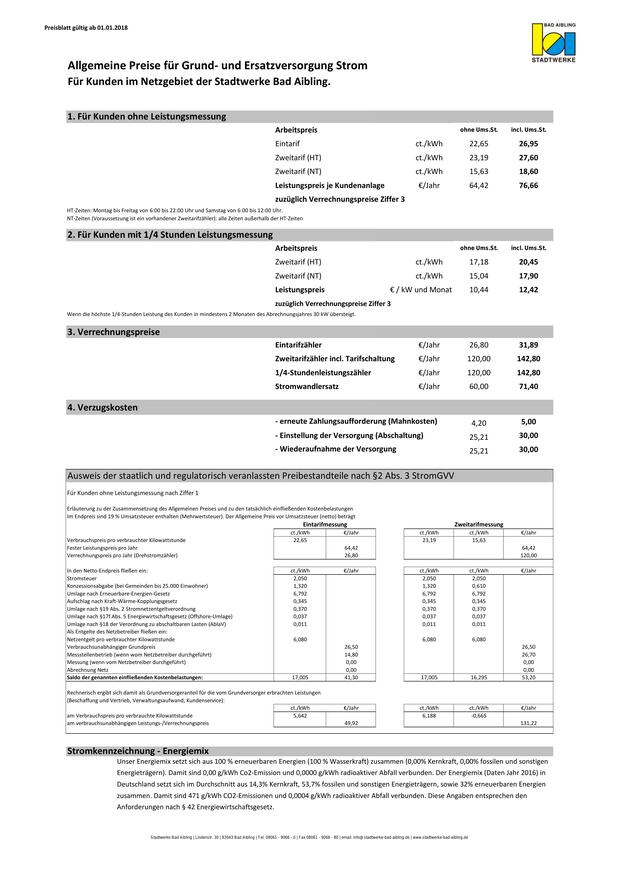 Preisblatt gültig ab 01.01.2018
BAD AIBLING
STADTWERKE
Allgemeine Preise für Grund- und Ersatzversorgung Strom
Für Kunden im Netzgebiet der Stadtwerke Bad Aibling.
1. Für Kunden ohne Leistungsmessung
Arbeitspreis ohne Ums.St. incl. Ums.St.
Eintarif ct./kWh 22,65 26,95
Zweitarif (HT) ct./kWh 23,19 27,60
Zweitarif (NT) ct./kWh 15,63 18,60
Leistungspreis je Kundenanlage €/Jahr 64,42 76,66
zuzüglich Verrechnungspreise Ziffer 3
HT-Zeiten: Montag bis Freitag von 6:00 bis 22:00 Uhr und Samstag von 6:00 bis 12:00 Uhr.
NT-Zeiten (Voraussetzung ist ein vorhandener Zweitarifzähler): alle Zeiten außerhalb der HT-Zeiten
2. Für Kunden mit 1/4 Stunden Leistungsmessung
Arbeitspreis ohne Ums.St. incl. Ums.St.
Zweitarif (HT) ct./kWh 17,18 20,45
Zweitarif (NT) ct./kWh 15,04 17,90
Leistungspreis € / kW und Monat 10,44 12,42
zuzüglich Verrechnungspreise Ziffer 3
Wenn die höchste 1/4-Stunden Leistung des Kunden in mindestens 2 Monaten des Abrechnungsjahres 30 kW übersteigt.
3. Verrechnungspreise
Eintarifzähler €/Jahr 26,80 31,89
Zweitarifzähler incl. Tarifschaltung €/Jahr 120,00 142,80
1/4-Stundenleistungszähler €/Jahr 120,00 142,80
Stromwandlersatz €/Jahr 60,00 71,40
4. Verzugskosten
- erneute Zahlungsaufforderung (Mahnkosten) 4,20 5,00
- Einstellung der Versorgung (Abschaltung) 25,21 30,00
- Wiederaufnahme der Versorgung 25,21 30,00
Ausweis der staatlich und regulatorisch veranlassten Preibestandteile nach §2 Abs. 3 StromGVV
Für Kunden ohne Leistungsmessung nach Ziffer 1
Erläuterung zu der Zusammensetzung des Allgemeinen Preises und zu den tatsächlich einfließenden Kostenbelastungen
Im Endpreis sind 19 % Umsatzsteuer enthalten (Mehrwertsteuer). Der Allgemeine Preis vor Umsatzsteuer (netto) beträgt
Eintarifmessung Zweitarifmessung
ct./kWh €/Jahr ct./kWh ct./kWh €/Jahr
Verbrauchspreis pro verbrauchter Kilowattstunde 22,65 23,19 15,63
Fester Leistungspreis pro Jahr 64,42 64,42
Verrechnungspreis pro Jahr (Drehstromzähler) 26,80 120,00
In den Netto-Endpreis fließen ein: ct./kWh €/Jahr ct./kWh ct./kWh €/Jahr
Stromsteuer 2,050 2,050 2,050
Konzessionsabgabe (bei Gemeinden bis 25.000 Einwohner) 1,320 1,320 0,610
Umlage nach Erneuerbare-Energien-Gesetz 6,792 6,792 6,792
Aufschlag nach Kraft-Wärme-Kopplungsgesetz 0,345 0,345 0,345
Umlage nach §19 Abs. 2 Stromnetzentgeltverordnung 0,370 0,370 0,370
Umlage nach §17f Abs. 5 Energiewirtschaftsgesetz (Offshore-Umlage) 0,037 0,037 0,037
Umlage nach §18 der Verordnung zu abschaltbaren Lasten (AblaV) 0,011 0,011 0,011
Als Entgelte des Netzbetreiber fließen ein:
Netzentgelt pro verbrauchter Kilowattstunde 6,080 6,080 6,080
Verbrauchsunabhängiger Grundpreis 26,50 26,50
Messstellenbetrieb (wenn vom Netzbetreiber durchgeführt) 14,80 26,70
Messung (wenn vom Netzbetreiber durchgeführt) 0,00 0,00
Abrechnung Netz 0,00 0,00
Saldo der genannten einfließenden Kostenbelastungen: 17,005 41,30 17,005 16,295 53,20
Rechnerisch ergibt sich damit als Grundversorgeranteil für die vom Grundversorger erbrachten Leistungen
(Beschaffung und Vertrieb, Verwaltungsaufwand, Kundenservice):
ct./kWh €/Jahr ct./kWh ct./kWh €/Jahr
am Verbrauchspreis pro verbrauchte Kilowattstunde 5,642 6,188 -0,665
am verbrauchsunabhängigen Leistungs-/Verrechnungspreis 49,92 131,22
Stromkennzeichnung - Energiemix
Unser Energiemix setzt sich aus 100 % erneuerbaren Energien (100 % Wasserkraft) zusammen (0,00% Kernkraft, 0,00% fossilen und sonstigen
Energieträgern). Damit sind 0,00 g/kWh Co2-Emission und 0,0000 g/kWh radioaktiver Abfall verbunden. Der Energiemix (Daten Jahr 2016) in
Deutschland setzt sich im Durchschnitt aus 14,3% Kernkraft, 53,7% fossilen und sonstigen Energieträgern, sowie 32% erneuerbaren Energien
zusammen. Damit sind 471 g/kWh CO2-Emissionen und 0,0004 g/kWh radioaktiver Abfall verbunden. Diese Angaben entsprechen den
Anforderungen nach § 42 Energiewirtschaftsgesetz.
Stadtwerke Bad Aibling | Lindenstr. 30 | 83043 Bad Aibling | Tel: 08061 - 9066 - 0 | Fax 08061 - 9066 - 80 | email: info@stadtwerke-bad-aibling.de | www.stadtwerke-bad-aibling.de